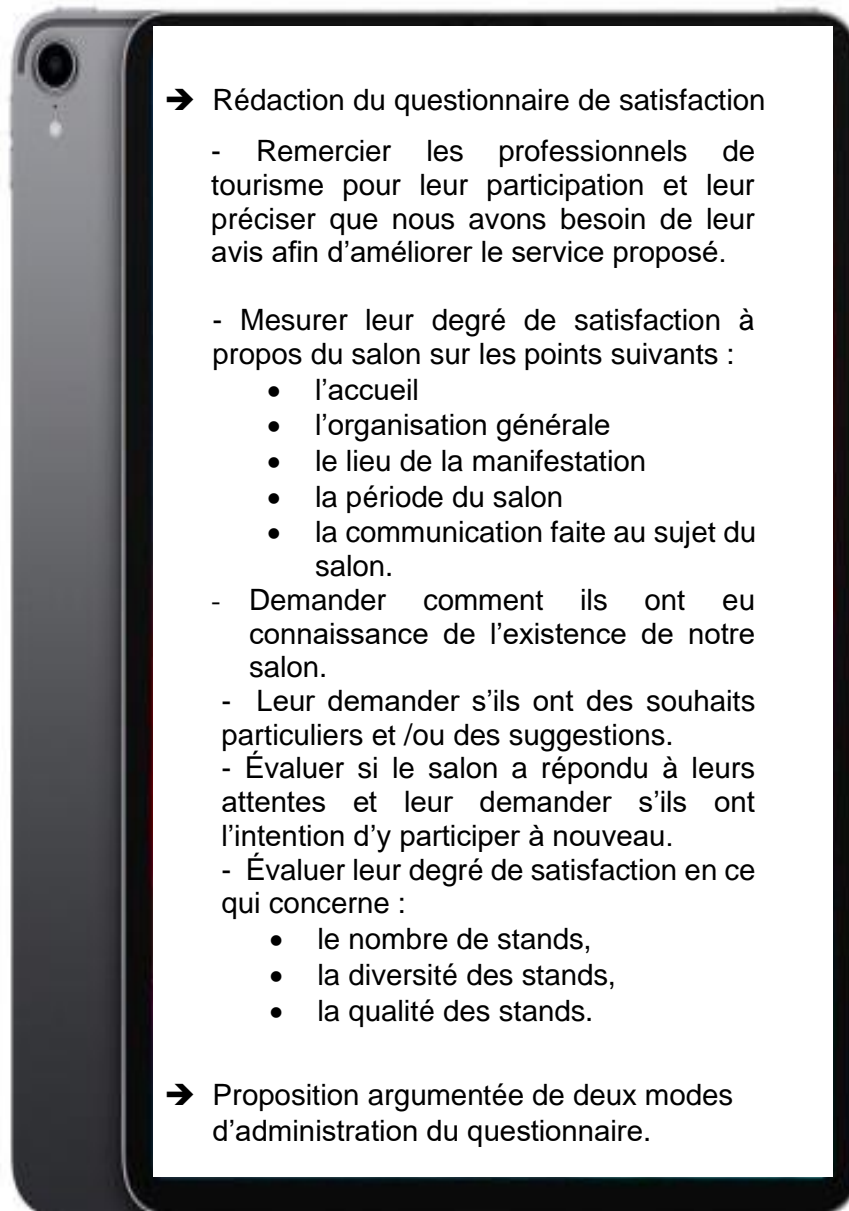 ➔ Rédaction du questionnaire de satisfaction
- Remercier les professionnels de
tourisme pour leur participation et leur
préciser que nous avons besoin de leur
avis afin d’améliorer le service proposé.
- Mesurer leur degré de satisfaction à
propos du salon sur les points suivants :
• l’accueil
• l’organisation générale
• le lieu de la manifestation
• la période du salon
• la communication faite au sujet du
salon.
- Demander comment ils ont eu
connaissance de l’existence de notre
salon.
- Leur demander s’ils ont des souhaits
particuliers et /ou des suggestions.
- Évaluer si le salon a répondu à leurs
attentes et leur demander s’ils ont
l’intention d’y participer à nouveau.
- Évaluer leur degré de satisfaction en ce
qui concerne :
• le nombre de stands,
• la diversité des stands,
• la qualité des stands.
➔ Proposition argumentée de deux modes
d’administration du questionnaire.